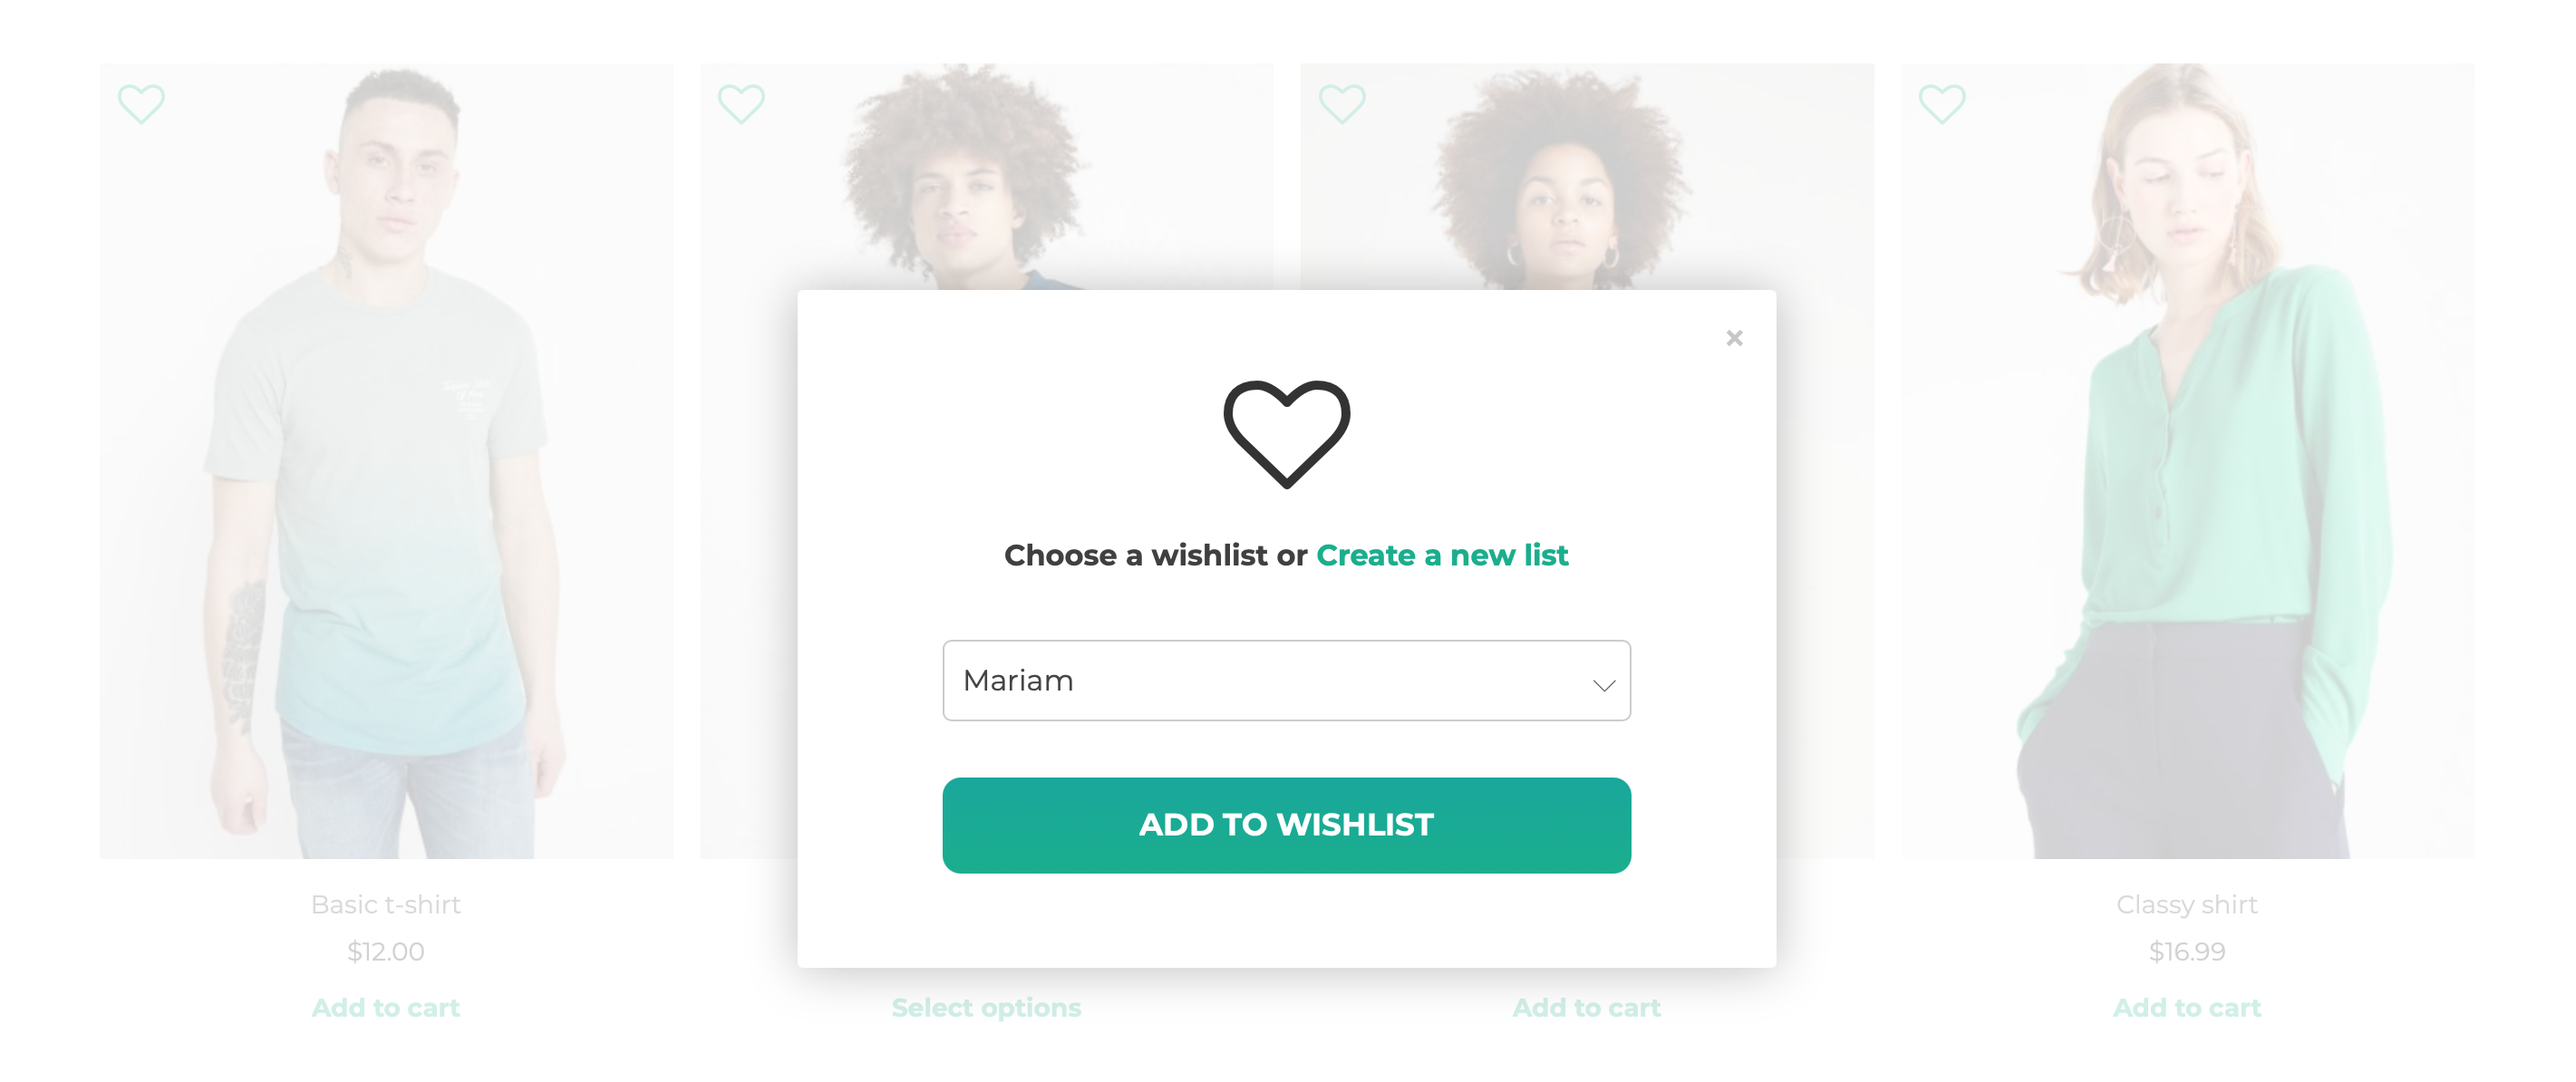 ×
Choose a wishlist or Create a new list
Mariam
ADD TO WISHLIST
Basic t-shirt
$12.00
Add to cart
Select options
Add to cart
Classy shirt
$16.99
Add to cart